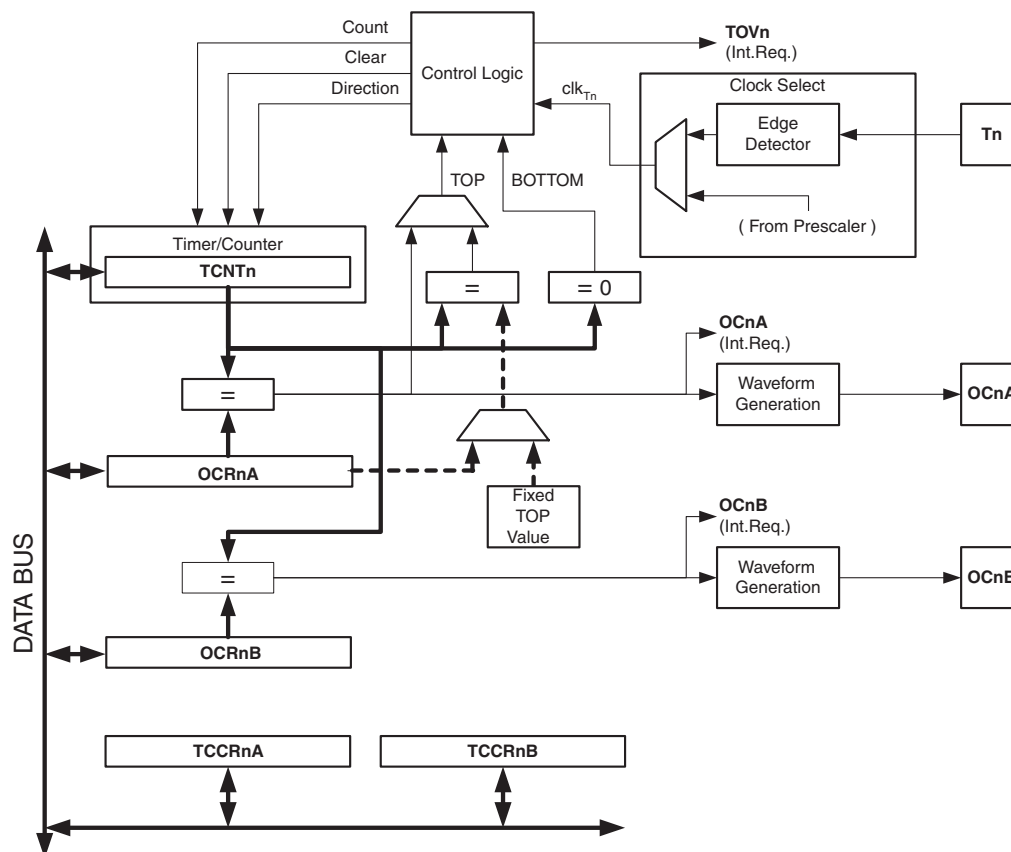 Count
Clear
Direction
Control Logic
TOVn
(Int.Req.)
clkTn
Clock Select
Edge
Detector
Tn
( From Prescaler )
TOP
BOTTOM
Timer/Counter
TCNTn
=
= 0
OCnA
(Int.Req.)
=
Waveform
Generation
OCnA
OCRnA
Fixed
TOP
Value
OCnB
(Int.Req.)
=
Waveform
Generation
OCnB
OCRnB
DATA BUS
TCCRnA
TCCRnB